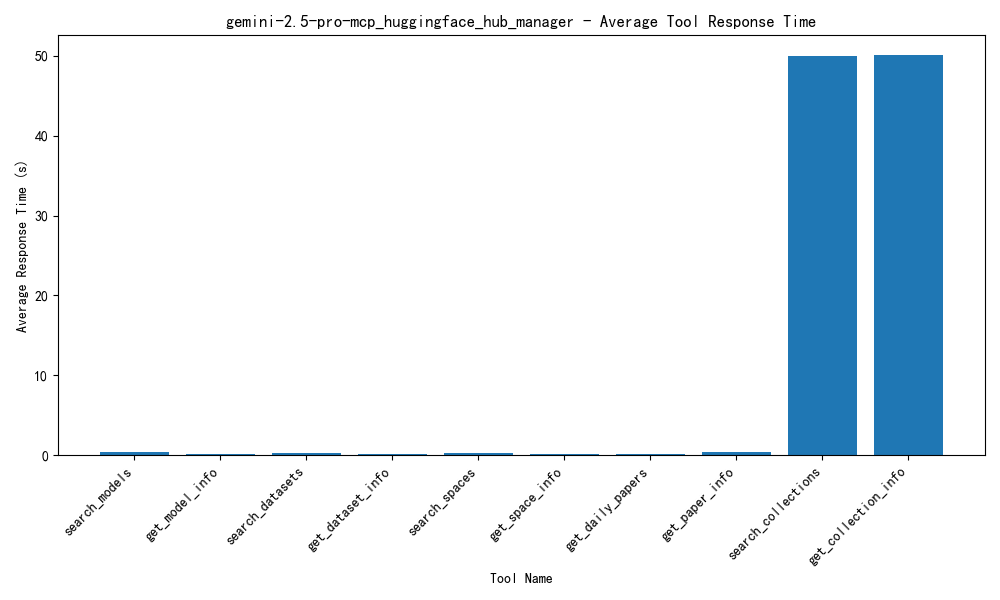 gemini-2.5-pro-mcp_huggingface_hub_manager - Average Tool Response Time
Average Response Time (s)
50
40
30
20
10
0
search_models
get_model_info
search_datasets
get_dataset_info
search_spaces
get_space_info
get_daily_papers
get_paper_info
search_collections
get_collection_info
Tool Name